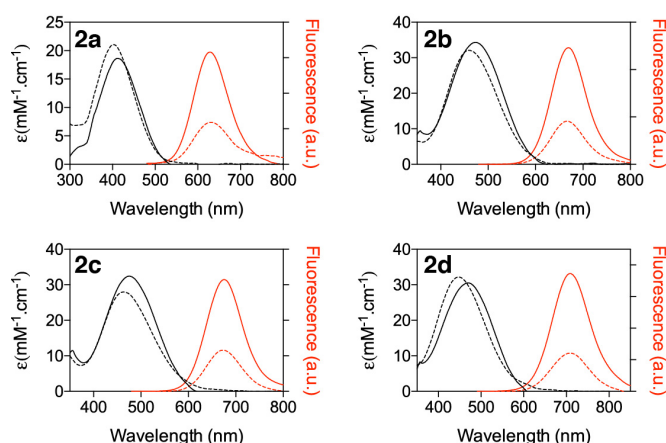 2a
25
20
15
10
5
0
300 400 500 600 700 800
Wavelength (nm)
ε(mM⁻¹.cm⁻¹)
Fluorescence (a.u.)
2b
40
30
20
10
0
400 500 600 700 800
Wavelength (nm)
ε(mM⁻¹.cm⁻¹)
Fluorescence (a.u.)
2c
40
30
20
10
0
400 500 600 700 800
Wavelength (nm)
ε(mM⁻¹.cm⁻¹)
Fluorescence (a.u.)
2d
40
30
20
10
0
400 500 600 700 800
Wavelength (nm)
ε(mM⁻¹.cm⁻¹)
Fluorescence (a.u.)